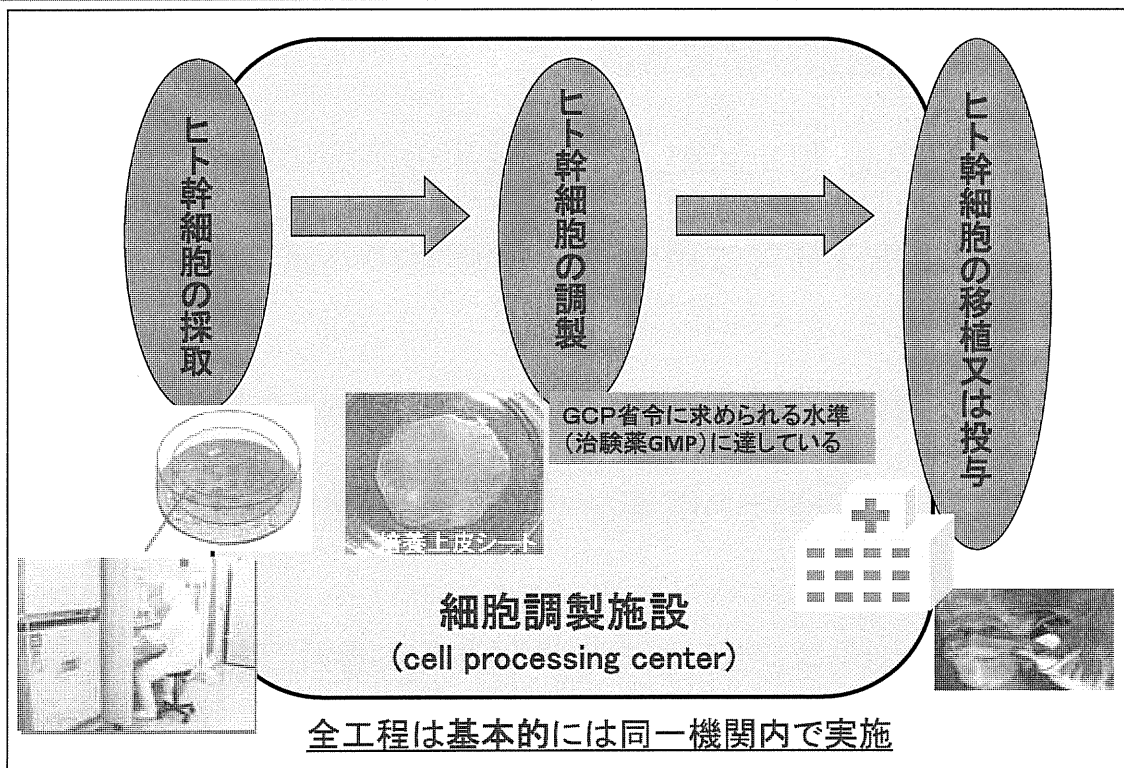 ヒト幹細胞の採取
ヒト幹細胞の調製
ヒト幹細胞の移植又は投与
GCP省令に求められる水準
(治験薬GMP)に達している
培養上皮シート
細胞調製施設
(cell processing center)
全工程は基本的には同一機関内で実施